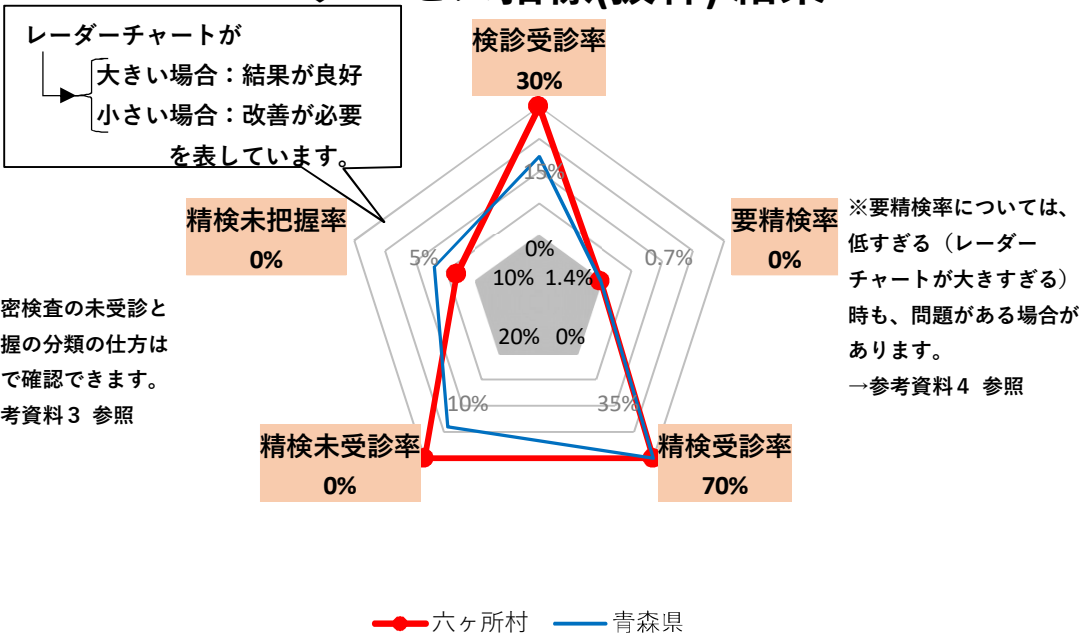 指標(抜粋) 結果
レーダーチャートが
大きい場合：結果が良好
小さい場合：改善が必要
を表しています。
検診受診率
30%
15%
0%
精検未把握率
0%
5%
10%
要精検率
0%
0.7%
1.4%
※要精検率については、
低すぎる（レーダー
チャートが大きすぎる）
時も、問題がある場合が
あります。
→参考資料４ 参照
密検査の未受診と
握の分類の仕方は
で確認できます。
考資料３ 参照
20%
0%
10%
35%
精検未受診率
0%
精検受診率
70%
六ヶ所村
青森県